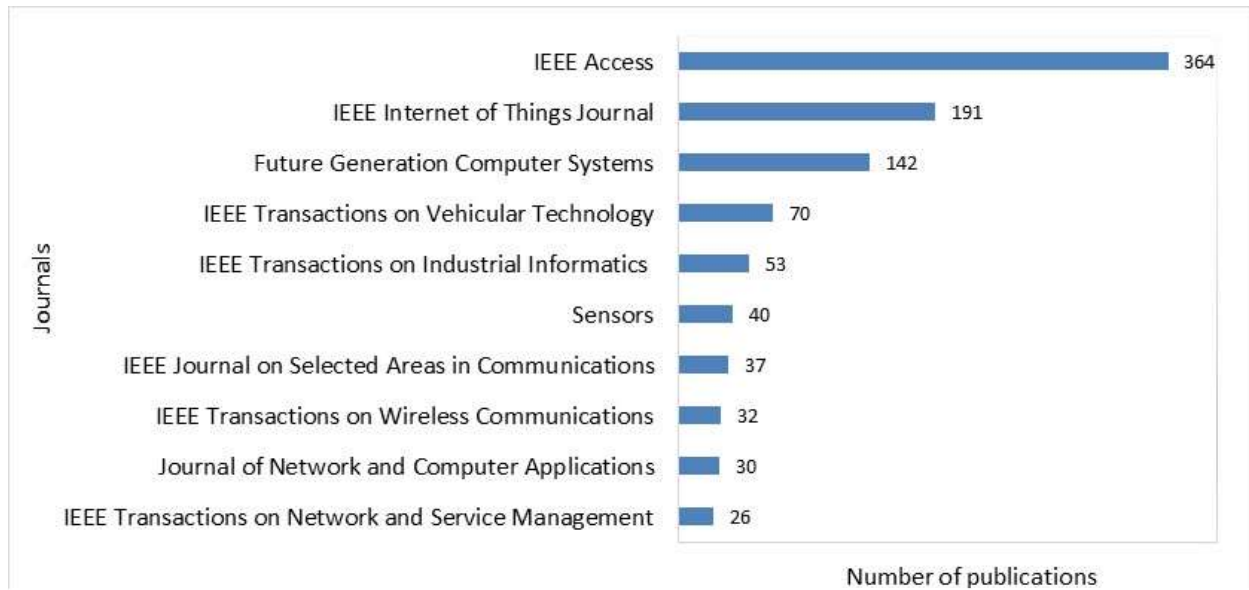 IEEE Access 364
IEEE Internet of Things Journal 191
Future Generation Computer Systems 142
IEEE Transactions on Vehicular Technology 70
IEEE Transactions on Industrial Informatics 53
Sensors 40
IEEE Journal on Selected Areas in Communications 37
IEEE Transactions on Wireless Communications 32
Journal of Network and Computer Applications 30
IEEE Transactions on Network and Service Management 26
Journals
Number of publications